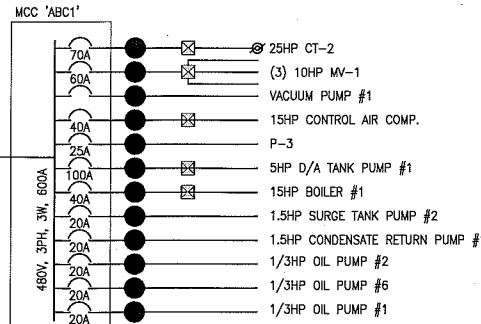 MCC 'ABC1'
70A 25HP CT-2
60A (3) 10HP MV-1
VACUUM PUMP #1
40A 15HP CONTROL AIR COMP.
25A P-3
100A 5HP D/A TANK PUMP #1
40A 15HP BOILER #1
20A 1.5HP SURGE TANK PUMP #2
20A 1.5HP CONDENSATE RETURN PUMP #
20A 1/3HP OIL PUMP #2
20A 1/3HP OIL PUMP #6
20A 1/3HP OIL PUMP #1
480V, 3PH, 3W, 600A